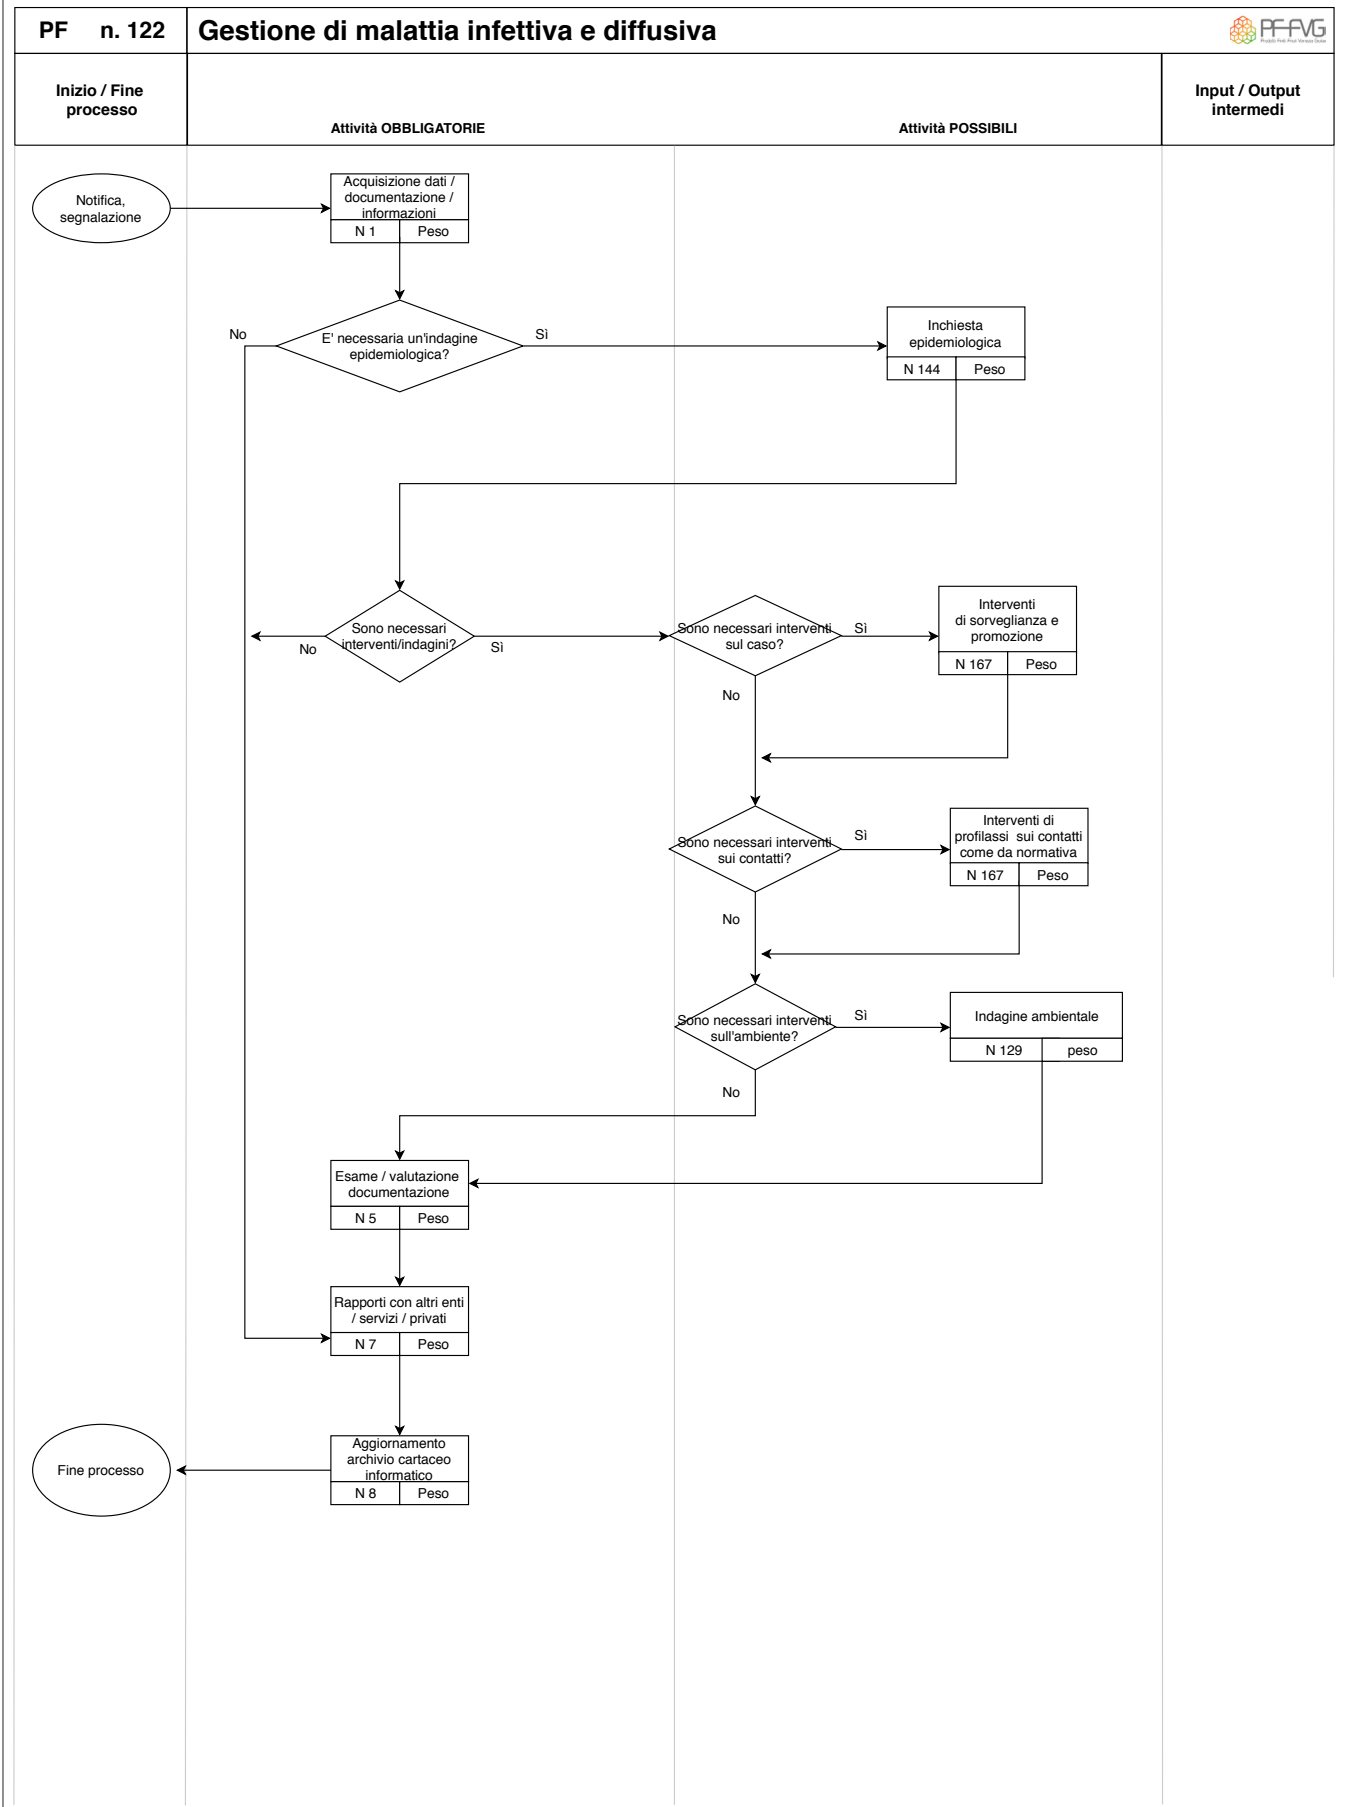 PF n. 122
Gestione di malattia infettiva e diffusiva
PF-FVG
Inizio / Fine
processo
Attività OBBLIGATORIE
Attività POSSIBILI
Input / Output
intermedi
Notifica,
segnalazione
Acquisizione dati /
documentazione /
informazioni
N 1
Peso
E' necessaria un'indagine
epidemiologica?
No
Sì
Inchiesta
epidemiologica
N 144
Peso
Sono necessari
interventi/indagini?
No
Sì
Sono necessari interventi
sul caso?
Sì
No
Interventi
di sorveglianza e
promozione
N 167
Peso
Sono necessari interventi
sui contatti?
Sì
No
Interventi di
profilassi  sui contatti
come da normativa
N 167
Peso
Sono necessari interventi
sull'ambiente?
Sì
No
Indagine ambientale
N 129
peso
Esame / valutazione
documentazione
N 5
Peso
Rapporti con altri enti
/ servizi / privati
N 7
Peso
Aggiornamento
archivio cartaceo
informatico
N 8
Peso
Fine processo